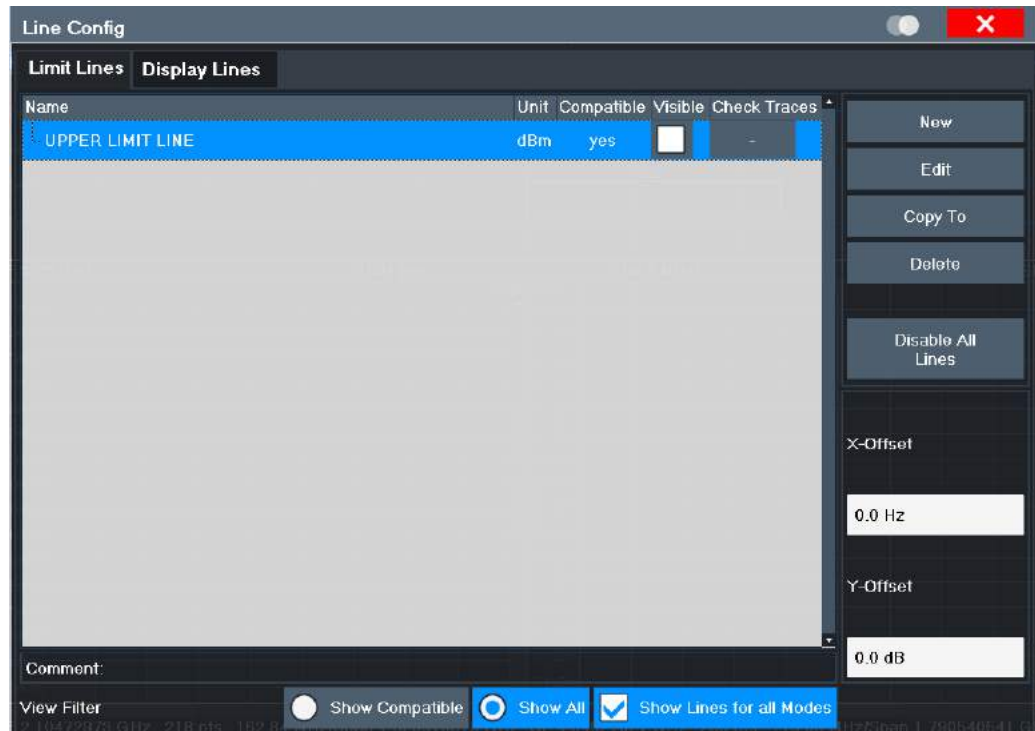 Line Config
Limit Lines Display Lines
Name Unit Compatible Visible Check Traces
UPPER LIMIT LINE dBm yes -
New
Edit
Copy To
Delete
Disable All
Lines
X-Offset
0.0 Hz
Y-Offset
0.0 dB
Comment:
View Filter Show Compatible Show All Show Lines for all Modes